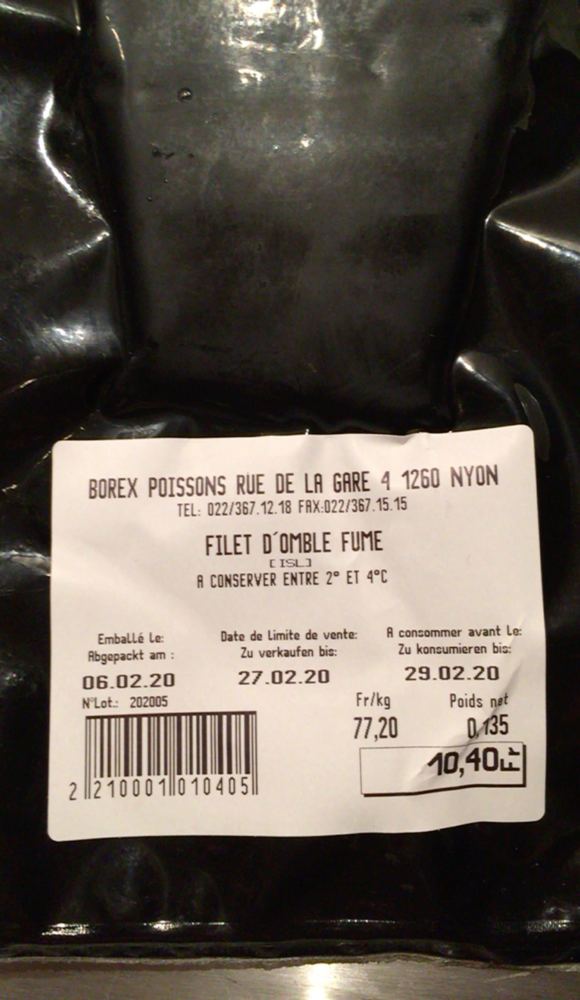 BOREX POISSONS RUE DE LA GARE 4 1260 NYON
TEL: 022/367.12.18 FAX:022/367.15.15
FILET D´OMBLE FUME
[ISL]
A CONSERVER ENTRE 2° ET 4°C
Emballé le: Date de limite de vente: A consommer avant le:
Abgepackt am : Zu verkaufen bis: Zu konsumieren bis:
06.02.20 27.02.20 29.02.20
N°Lot.: 202005 Fr/kg Poids net
77,20 0,135
10,40Fr
2 210001 010405